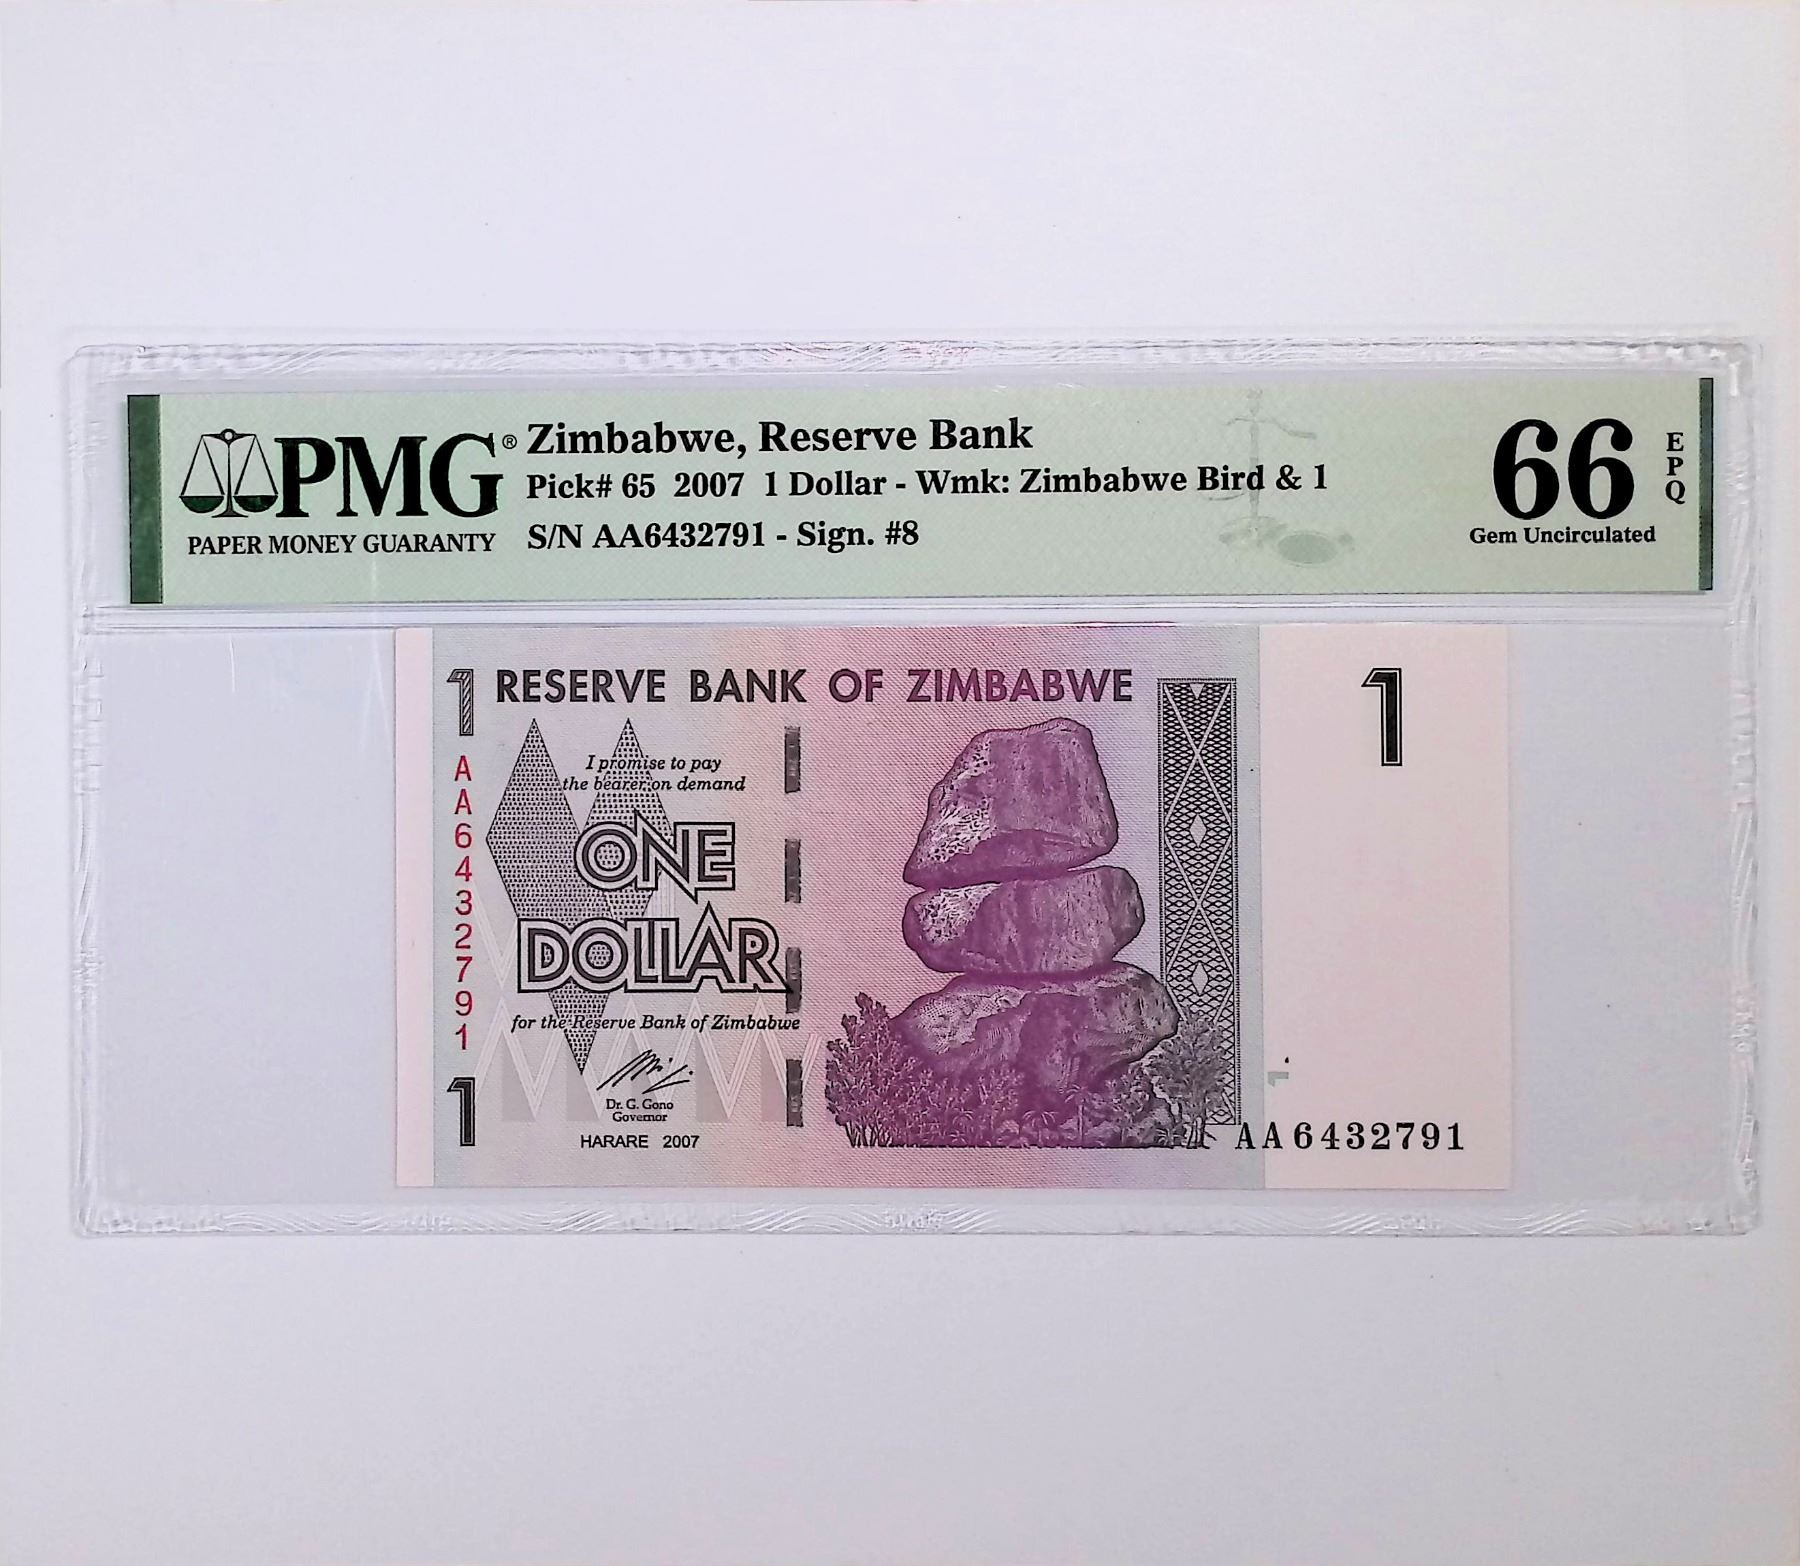 PMG®
PAPER MONEY GUARANTY
Zimbabwe, Reserve Bank
Pick# 65 2007 1 Dollar - Wmk: Zimbabwe Bird & 1
S/N AA6432791 - Sign. #8
66
EPQ
Gem Uncirculated
1
RESERVE BANK OF ZIMBABWE
1
I promise to pay
the bearer on demand
AA6432791
ONE
DOLLAR
for the Reserve Bank of Zimbabwe
Dr. G. Gono
Governor
1
HARARE 2007
AA6432791